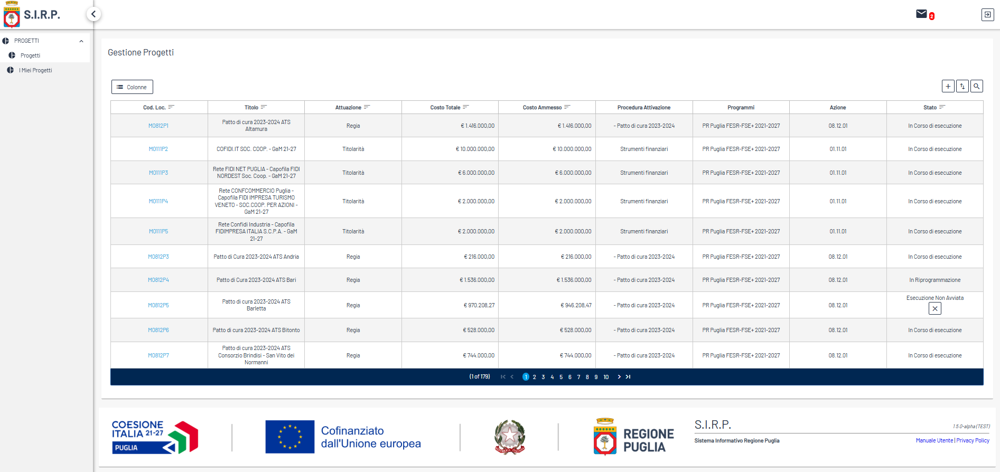 S.I.R.P.
2
PROGETTI
Progetti
I Miei Progetti
Gestione Progetti
Colonne
Cod. Loc. Titolo Attuazione Costo Totale Costo Ammesso Procedura Attivazione Programmi Azione Stato
M0812P1 Patto di cura 2023-2024 ATS Altamura Regia € 1.416.000,00 € 1.416.000,00 - Patto di cura 2023-2024 PR Puglia FESR-FSE+ 2021-2027 08.12.01 In Corso di esecuzione
M0111P2 COFIDI.IT SOC. COOP. - GaM 21-27 Titolarità € 10.000.000,00 € 10.000.000,00 Strumenti finanziari PR Puglia FESR-FSE+ 2021-2027 01.11.01 In Corso di esecuzione
M0111P3 Rete FIDI NET PUGLIA - Capofila FIDI NORDEST Soc. Coop. - GaM 21-27 Titolarità € 6.000.000,00 € 6.000.000,00 Strumenti finanziari PR Puglia FESR-FSE+ 2021-2027 01.11.01 In Corso di esecuzione
M0111P4 Rete CONFCOMMERCIO Puglia - Capofila FIDI IMPRESA TURISMO VENETO - SOC.COOP. PER AZIONI - GaM 21-27 Titolarità € 2.000.000,00 € 2.000.000,00 Strumenti finanziari PR Puglia FESR-FSE+ 2021-2027 01.11.01 In Corso di esecuzione
M0111P5 Rete Confidi Industria - Capofila FIDIMPRESA ITALIA S.C.P.A. - GaM 21-27 Titolarità € 2.000.000,00 € 2.000.000,00 Strumenti finanziari PR Puglia FESR-FSE+ 2021-2027 01.11.01 In Corso di esecuzione
M0812P3 Patto di Cura 2023-2024 ATS Andria Regia € 216.000,00 € 216.000,00 - Patto di cura 2023-2024 PR Puglia FESR-FSE+ 2021-2027 08.12.01 In Corso di esecuzione
M0812P4 Patto di Cura 2023-2024 ATS Bari Regia € 1.536.000,00 € 1.536.000,00 - Patto di cura 2023-2024 PR Puglia FESR-FSE+ 2021-2027 08.12.01 In Riprogrammazione
M0812P5 Patto di cura 2023-2024 ATS Barletta Regia € 970.208,27 € 946.208,47 - Patto di cura 2023-2024 PR Puglia FESR-FSE+ 2021-2027 08.12.01 Esecuzione Non Avviata
M0812P6 Patto di cura 2023-2024 ATS Bitonto Regia € 528.000,00 € 528.000,00 - Patto di cura 2023-2024 PR Puglia FESR-FSE+ 2021-2027 08.12.01 In Corso di esecuzione
M0812P7 Patto di cura 2023-2024 ATS Consorzio Brindisi - San Vito dei Normanni Regia € 744.000,00 € 744.000,00 - Patto di cura 2023-2024 PR Puglia FESR-FSE+ 2021-2027 08.12.01 In Corso di esecuzione
(1 of 179) 1 2 3 4 5 6 7 8 9 10
COESIONE
ITALIA 21-27
PUGLIA
Cofinanziato
dall'Unione europea
REPUBBLICA ITALIANA
REGIONE
PUGLIA
S.I.R.P.
1.5.0-alpha (TEST)
Sistema Informativo Regione Puglia
Manuale Utente | Privacy Policy